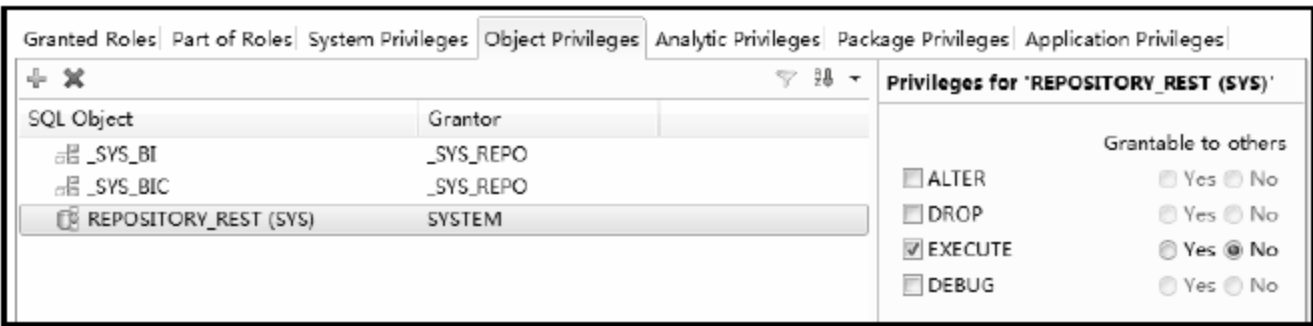 Granted Roles Part of Roles System Privileges Object Privileges Analytic Privileges Package Privileges Application Privileges
Privileges for 'REPOSITORY_REST (SYS)'
SQL Object Grantor
_SYS_BI _SYS_REPO
_SYS_BIC _SYS_REPO
REPOSITORY_REST (SYS) SYSTEM
Grantable to others
ALTER Yes No
DROP Yes No
EXECUTE Yes No
DEBUG Yes No